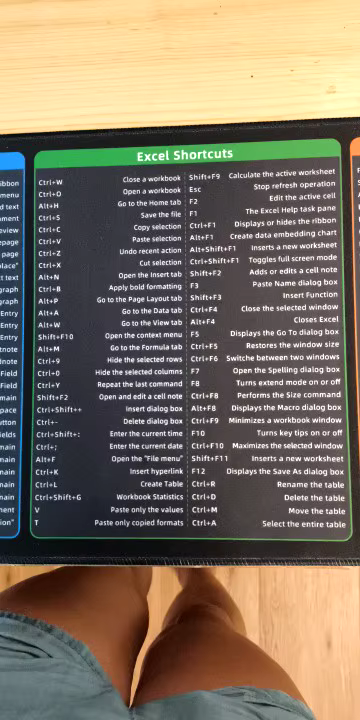 Excel Shortcuts
Ctrl+W Close a workbook
Ctrl+O Open a workbook
Alt+H Go to the Home tab
Ctrl+S Save the file
Ctrl+C Copy selection
Ctrl+V Paste selection
Ctrl+Z Undo recent action
Ctrl+X Cut selection
Alt+N Open the Insert tab
Ctrl+B Apply bold formatting
Alt+P Go to the Page Layout tab
Alt+A Go to the Data tab
Alt+W Go to the View tab
Shift+F10 Open the context menu
Alt+M Go to the Formula tab
Ctrl+9 Hide the selected rows
Ctrl+0 Hide the selected columns
Ctrl+Y Repeat the last command
Shift+F2 Open and edit a cell note
Ctrl+Shift++ Insert dialog box
Ctrl+- Delete dialog box
Ctrl+Shift+: Enter the current time
Ctrl+; Enter the current date
Alt+F Open the "File menu"
Ctrl+K Insert hyperlink
Ctrl+L Create Table
Ctrl+Shift+G Workbook Statistics
V Paste only the values
T Paste only copied formats
Shift+F9 Calculate the active worksheet
Esc Stop refresh operation
F2 Edit the active cell
F1 The Excel Help task pane
Ctrl+F1 Displays or hides the ribbon
Alt+F1 Create data embedding chart
Alt+Shift+F1 Inserts a new worksheet
Ctrl+Shift+F1 Toggles full screen mode
Shift+F2 Adds or edits a cell note
F3 Paste Name dialog box
Shift+F3 Insert Function
Ctrl+F4 Close the selected window
Alt+F4 Closes Excel
F5 Displays the Go To dialog box
Ctrl+F5 Restores the window size
Ctrl+F6 Switche between two windows
F7 Open the Spelling dialog box
F8 Turns extend mode on or off
Ctrl+F8 Performs the Size command
Alt+F8 Displays the Macro dialog box
Ctrl+F9 Minimizes a workbook window
F10 Turns key tips on or off
Ctrl+F10 Maximizes the selected window
Shift+F11 Inserts a new worksheet
F12 Displays the Save As dialog box
Ctrl+R Rename the table
Ctrl+D Delete the table
Ctrl+M Move the table
Ctrl+A Select the entire table